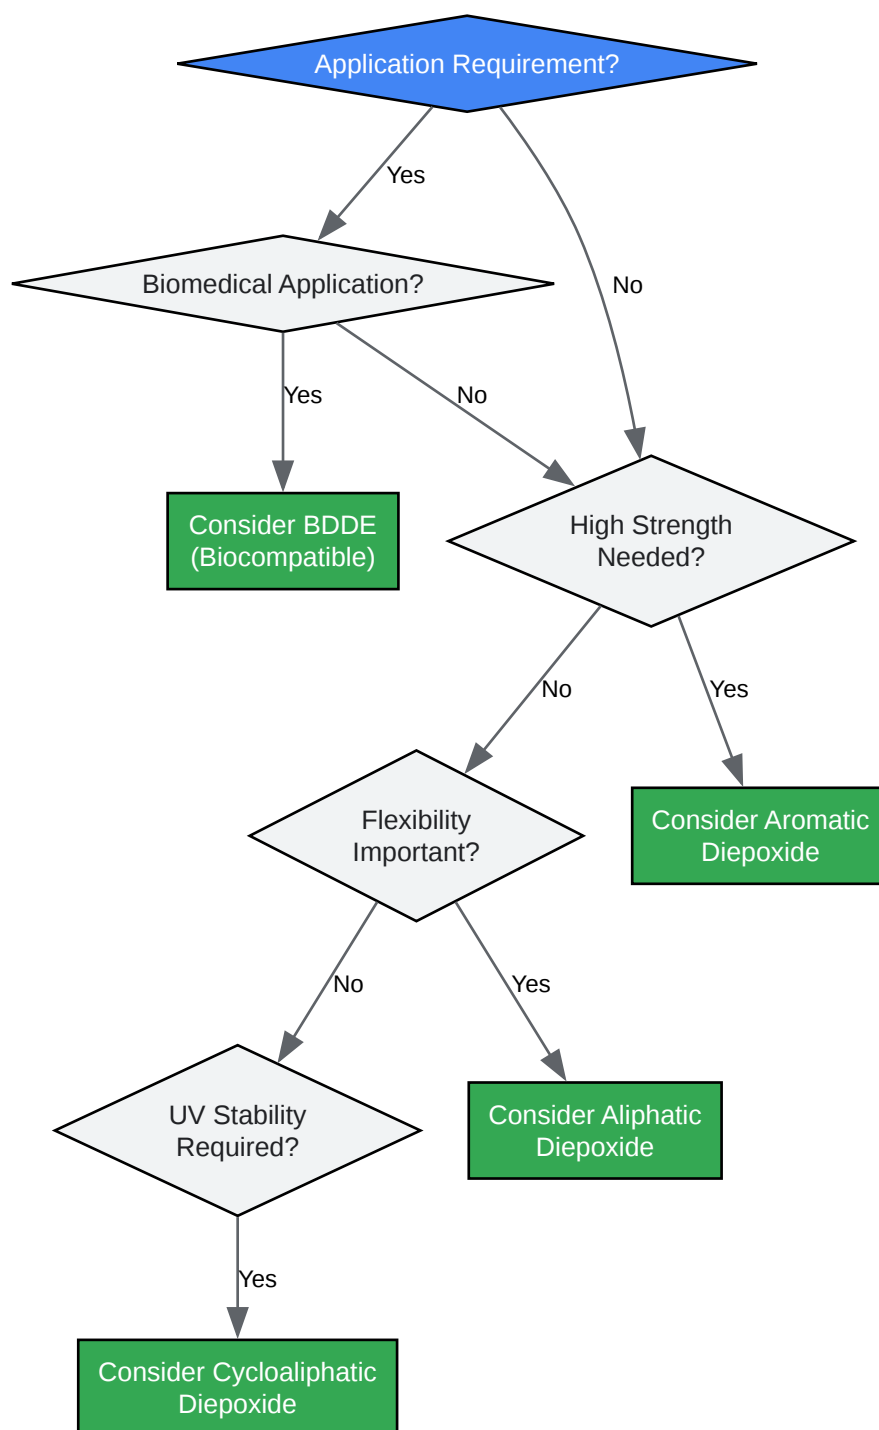 Application Requirement?
Yes
Biomedical Application?
No
Yes
No
Consider BDDE
(Biocompatible)
High Strength
Needed?
No
Yes
Flexibility
Important?
Consider Aromatic
Diepoxide
No
Yes
UV Stability
Required?
Consider Aliphatic
Diepoxide
Yes
Consider Cycloaliphatic
Diepoxide